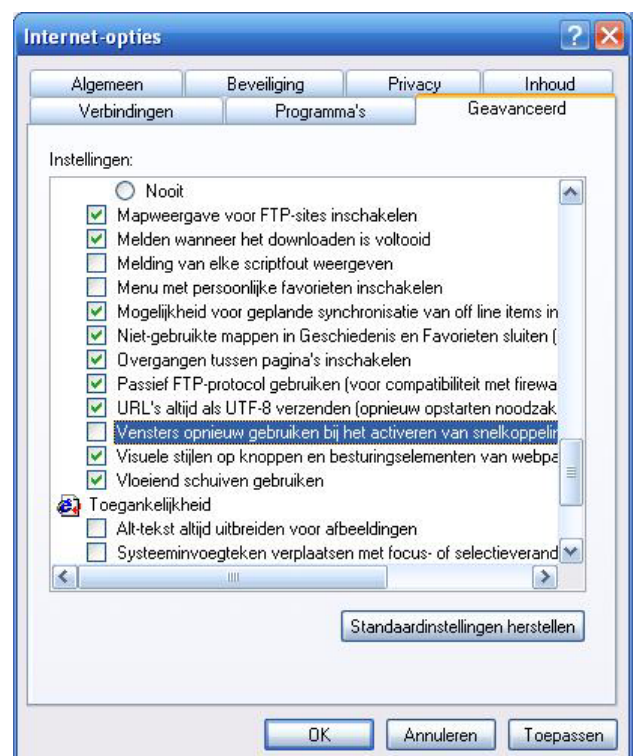 Internet-opties
Algemeen Beveiliging Privacy Inhoud
Verbindingen Programma's Geavanceerd
Instellingen:
Nooit
Mapweergave voor FTP-sites inschakelen
Melden wanneer het downloaden is voltooid
Melding van elke scriptfout weergeven
Menu met persoonlijke favorieten inschakelen
Mogelijkheid voor geplande synchronisatie van off line items in
Niet-gebruikte mappen in Geschiedenis en Favorieten sluiten (
Overgangen tussen pagina's inschakelen
Passief FTP-protocol gebruiken (voor compatibiliteit met firewa
URL's altijd als UTF-8 verzenden (opnieuw opstarten noodzak
Vensters opnieuw gebruiken bij het activeren van snelkoppelin
Visuele stijlen op knoppen en besturingselementen van webpa
Vloeiend schuiven gebruiken
Toegankelijkheid
Alt-tekst altijd uitbreiden voor afbeeldingen
Systeeminvoegteken verplaatsen met focus- of selectieverand
Standaardinstellingen herstellen
OK Annuleren Toepassen